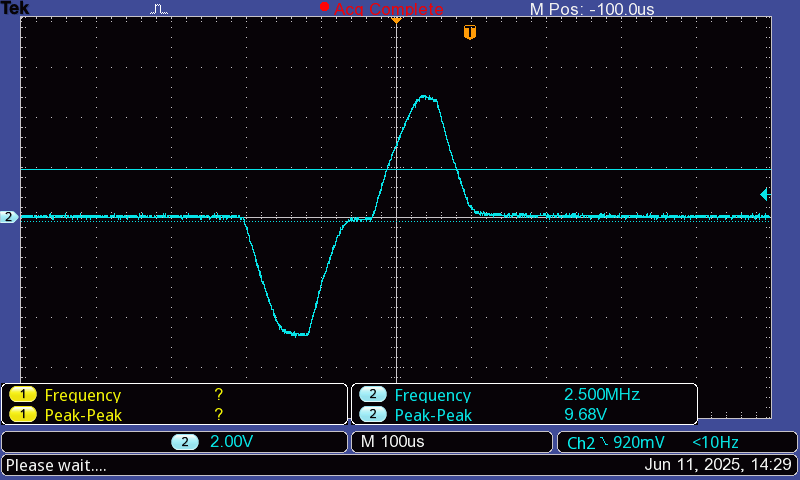 Tek Acq Complete M Pos: -100.0us
T
2
1 Frequency ? 2 Frequency 2.500MHz
1 Peak-Peak ? 2 Peak-Peak 9.68V
2 2.00V M 100us Ch2 920mV <10Hz
Please wait.... Jun 11, 2025, 14:29